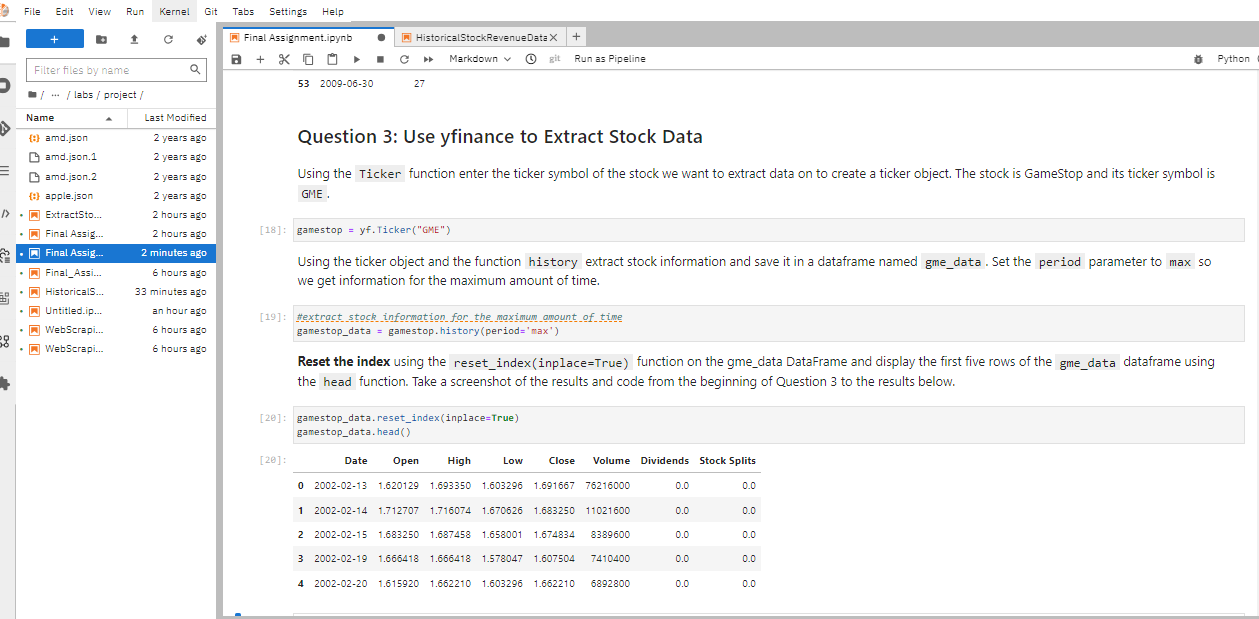 File Edit View Run Kernel Git Tabs Settings Help
Final Assignment.ipynb
HistoricalStockRevenueData
Filter files by name
Markdown
git
Run as Pipeline
Python
/ ... / labs / project /
Name Last Modified
amd.json 2 years ago
amd.json.1 2 years ago
amd.json.2 2 years ago
apple.json 2 years ago
ExtractSto... 2 hours ago
Final Assig... 2 hours ago
Final Assig... 2 minutes ago
Final_Assi... 6 hours ago
HistoricalS... 33 minutes ago
Untitled.ip... an hour ago
WebScrapi... 6 hours ago
WebScrapi... 6 hours ago
53 2009-06-30 27
Question 3: Use yfinance to Extract Stock Data
Using the Ticker function enter the ticker symbol of the stock we want to extract data on to create a ticker object. The stock is GameStop and its ticker symbol is
GME.
[18]: gamestop = yf.Ticker("GME")
Using the ticker object and the function history extract stock information and save it in a dataframe named gme_data. Set the period parameter to max so
we get information for the maximum amount of time.
[19]: #extract stock information for the maximum amount of time
gamestop_data = gamestop.history(period='max')
Reset the index using the reset_index(inplace=True) function on the gme_data DataFrame and display the first five rows of the gme_data dataframe using
the head function. Take a screenshot of the results and code from the beginning of Question 3 to the results below.
[20]: gamestop_data.reset_index(inplace=True)
gamestop_data.head()
[20]: Date Open High Low Close Volume Dividends Stock Splits
0 2002-02-13 1.620129 1.693350 1.603296 1.691667 76216000 0.0 0.0
1 2002-02-14 1.712707 1.716074 1.670626 1.683250 11021600 0.0 0.0
2 2002-02-15 1.683250 1.687458 1.658001 1.674834 8389600 0.0 0.0
3 2002-02-19 1.666418 1.666418 1.578047 1.607504 7410400 0.0 0.0
4 2002-02-20 1.615920 1.662210 1.603296 1.662210 6892800 0.0 0.0